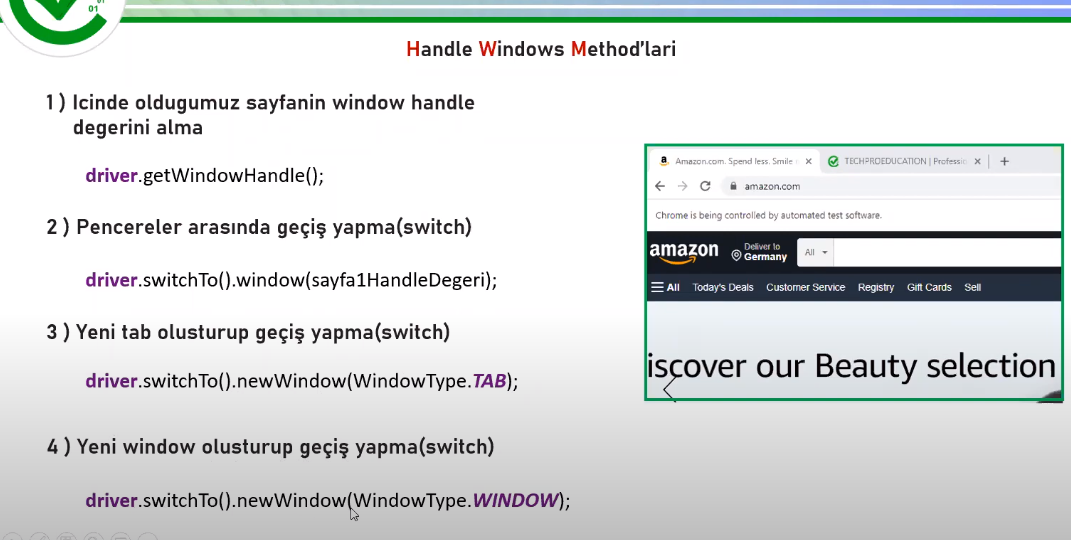 01
01
Handle Windows Method'lari
1 ) Icinde oldugumuz sayfanin window handle
degerini alma
driver.getWindowHandle();
2 ) Pencereler arasında geçiş yapma(switch)
driver.switchTo().window(sayfa1HandleDegeri);
3 ) Yeni tab olusturup geçiş yapma(switch)
driver.switchTo().newWindow(WindowType.TAB);
4 ) Yeni window olusturup geçiş yapma(switch)
driver.switchTo().newWindow(WindowType.WINDOW);
Amazon.com. Spend less. Smile
TECHPROEDUCATION | Professio
amazon.com
Chrome is being controlled by automated test software.
amazon
Deliver to
Germany
All
All Today's Deals Customer Service Registry Gift Cards Sell
iscover our Beauty selection